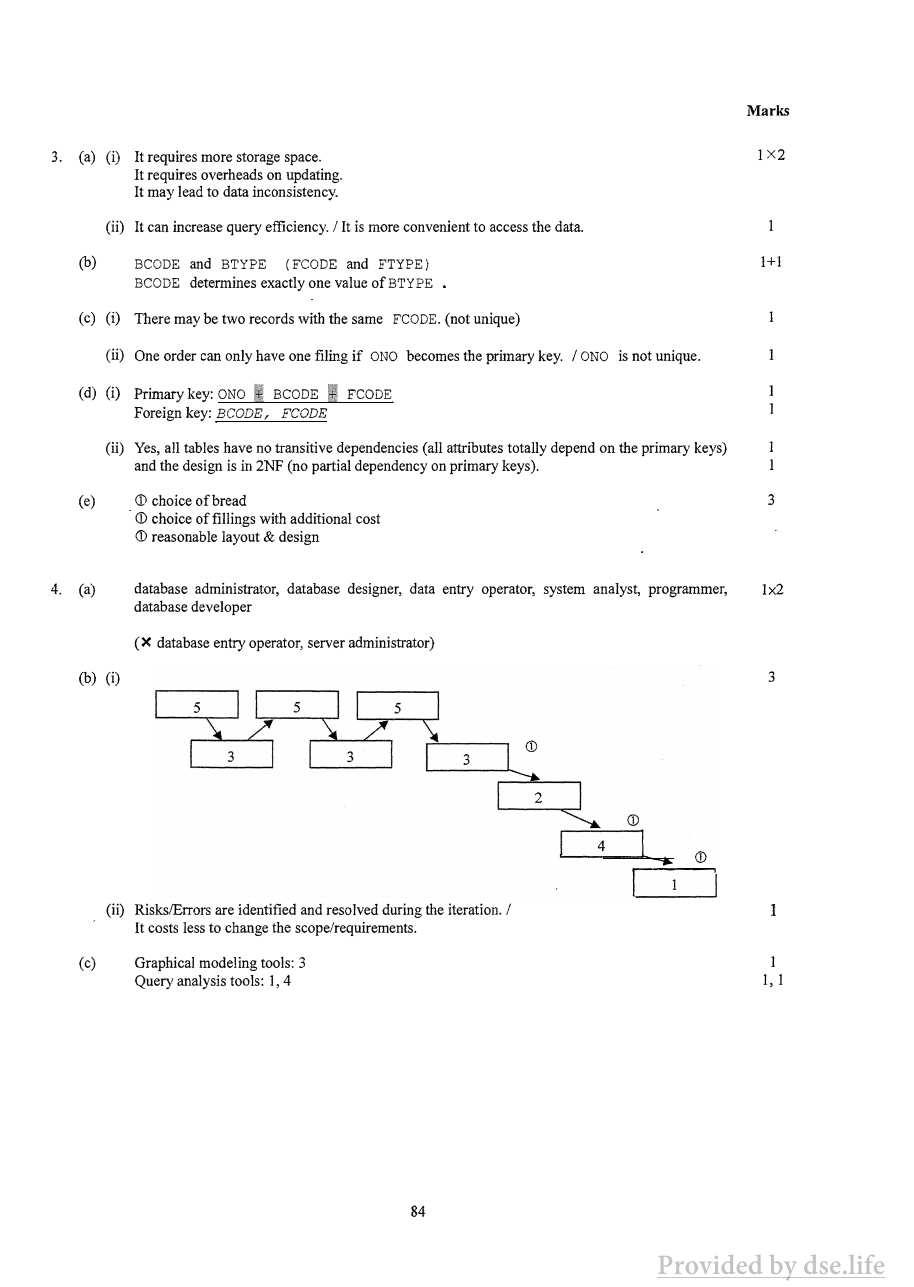 Marks
3. (a) (i) It requires more storage space. 1×2
It requires overheads on updating.
It may lead to data inconsistency.
(ii) It can increase query efficiency. / It is more convenient to access the data. 1
(b) BCODE and BTYPE (FCODE and FTYPE) 1+1
BCODE determines exactly one value of BTYPE .
(c) (i) There may be two records with the same FCODE. (not unique) 1
(ii) One order can only have one filing if ONO becomes the primary key. / ONO is not unique. 1
(d) (i) Primary key: ONO + BCODE + FCODE 1
Foreign key: BCODE, FCODE 1
(ii) Yes, all tables have no transitive dependencies (all attributes totally depend on the primary keys) 1
and the design is in 2NF (no partial dependency on primary keys). 1
(e) ① choice of bread 3
① choice of fillings with additional cost
① reasonable layout & design
4. (a) database administrator, database designer, data entry operator, system analyst, programmer, 1x2
database developer
(✗ database entry operator, server administrator)
(b) (i) 3
5 5 5
3 3 3 ①
2
①
4
①
1
(ii) Risks/Errors are identified and resolved during the iteration. / 1
It costs less to change the scope/requirements.
(c) Graphical modeling tools: 3 1
Query analysis tools: 1, 4 1, 1
84
Provided by dse.life